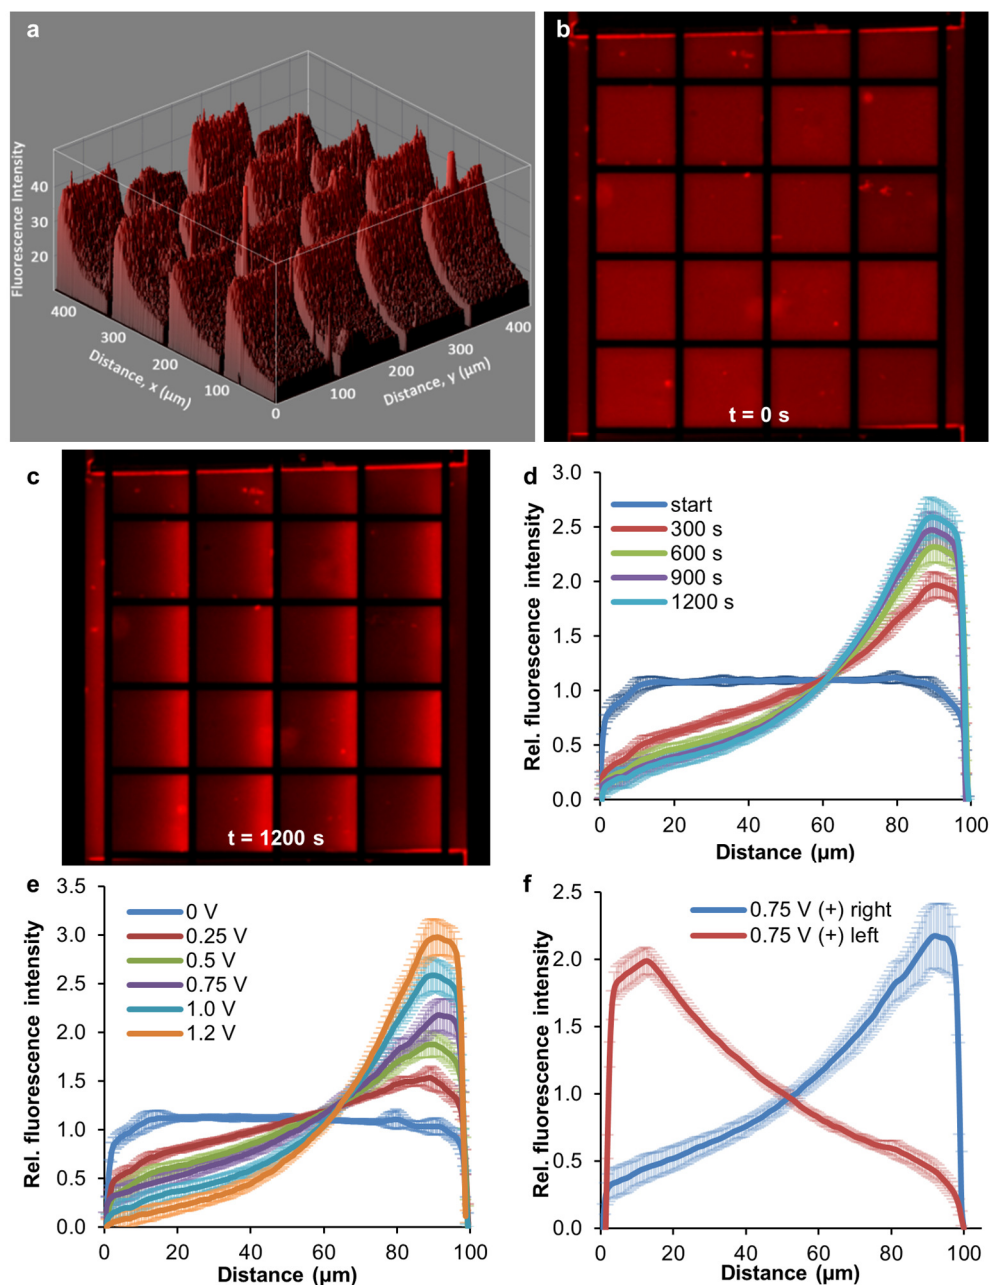 a
Fluorescence Intensity
40
30
20
400
300
200
100
0
Distance, x (µm)
100
200
300
400
Distance, y (µm)
b
t = 0 s
c
t = 1200 s
d
Rel. fluorescence intensity
3.0
2.5
2.0
1.5
1.0
0.5
0.0
start
300 s
600 s
900 s
1200 s
0 20 40 60 80 100
Distance (µm)
e
Rel. fluorescence intensity
3.5
3.0
2.5
2.0
1.5
1.0
0.5
0.0
0 V
0.25 V
0.5 V
0.75 V
1.0 V
1.2 V
0 20 40 60 80 100
Distance (µm)
f
Rel. fluorescence intensity
2.5
2.0
1.5
1.0
0.5
0.0
0.75 V (+) right
0.75 V (+) left
0 20 40 60 80 100
Distance (µm)